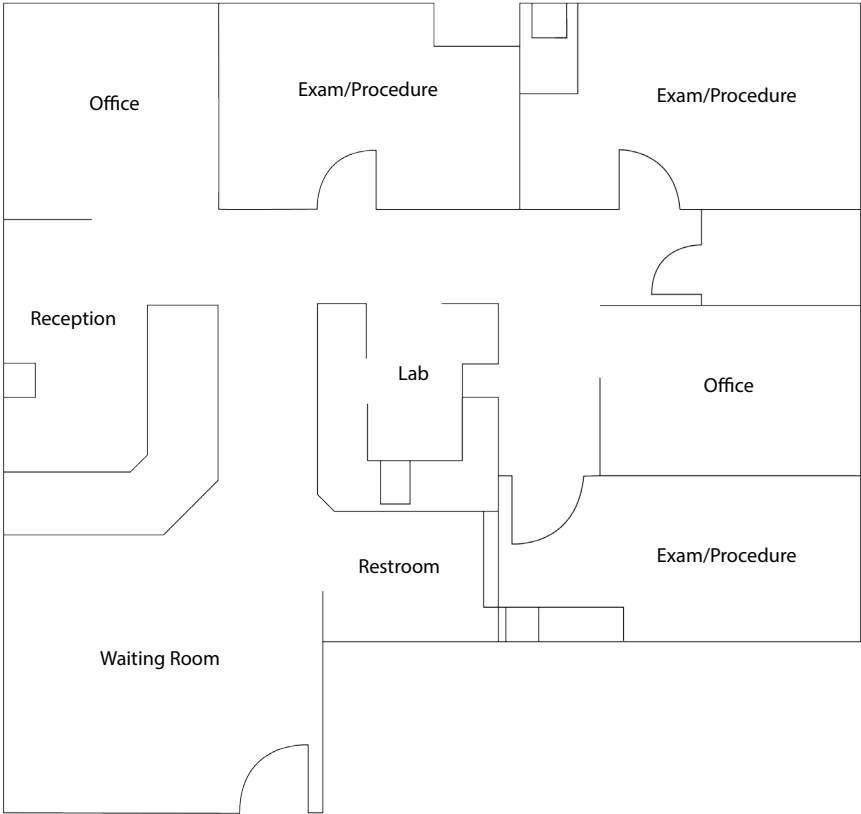 Office
Exam/Procedure
Exam/Procedure
Reception
Lab
Office
Restroom
Exam/Procedure
Waiting Room